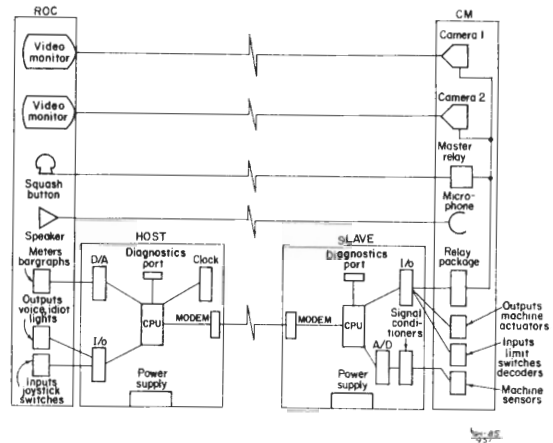 ROC
CM
Video
monitor
Camera 1
Video
monitor
Camera 2
Master
relay
Squash
button
Micro-
phone
Speaker
HOST
SLAVE
Meters
bargraphs
D/A
Diagnostics
port
Clock
Diagnostics
port
I/o
Relay
package
Outputs
voice, idiot
lights
CPU
MODEM
MODEM
CPU
Signal
condi-
tioners
Outputs
machine
actuators
I/o
A/D
Inputs
limit
switches
decoders
Inputs
joystick
switches
Power
supply
Power
supply
Machine
sensors